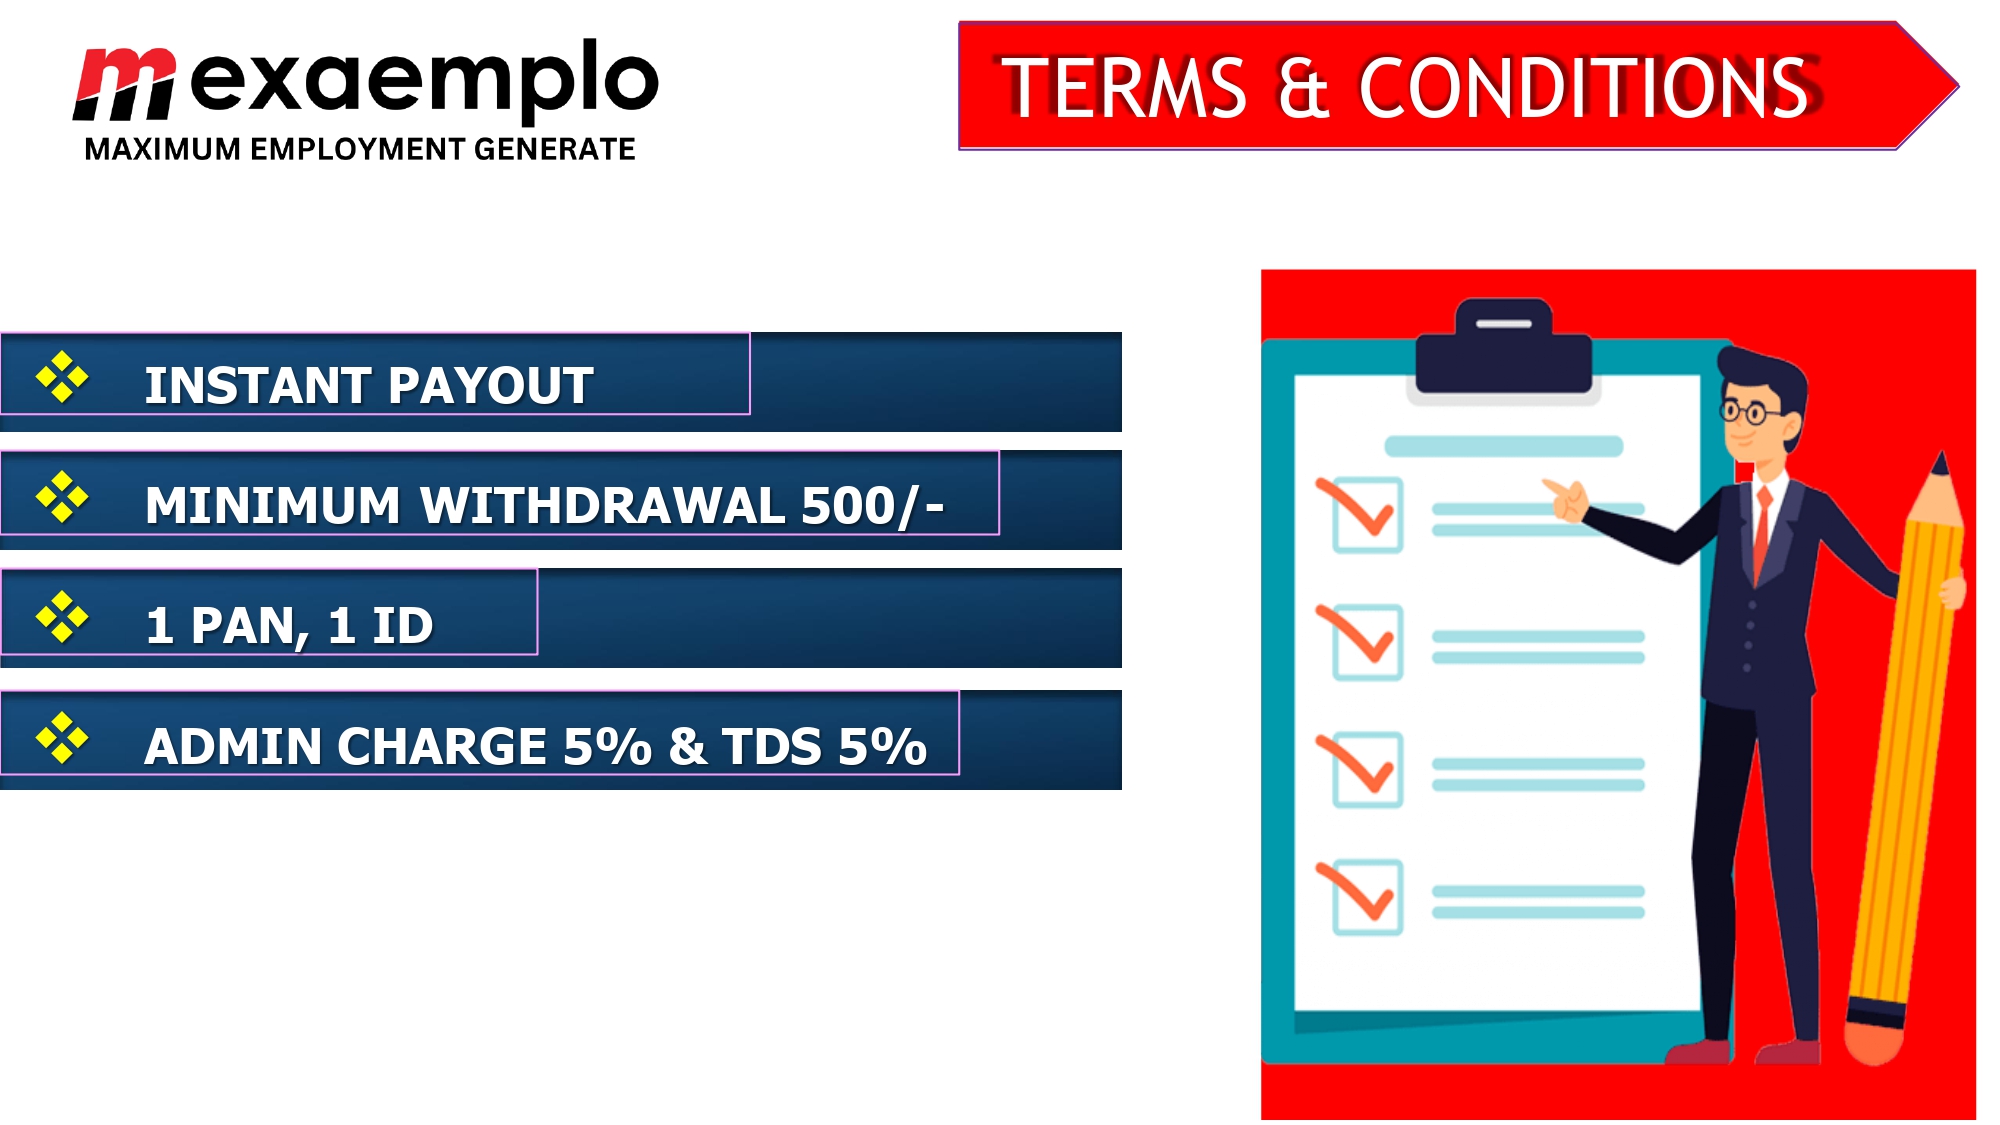 mexaemplo
MAXIMUM EMPLOYMENT GENERATE
TERMS & CONDITIONS
INSTANT PAYOUT
MINIMUM WITHDRAWAL 500/-
1 PAN, 1 ID
ADMIN CHARGE 5% & TDS 5%